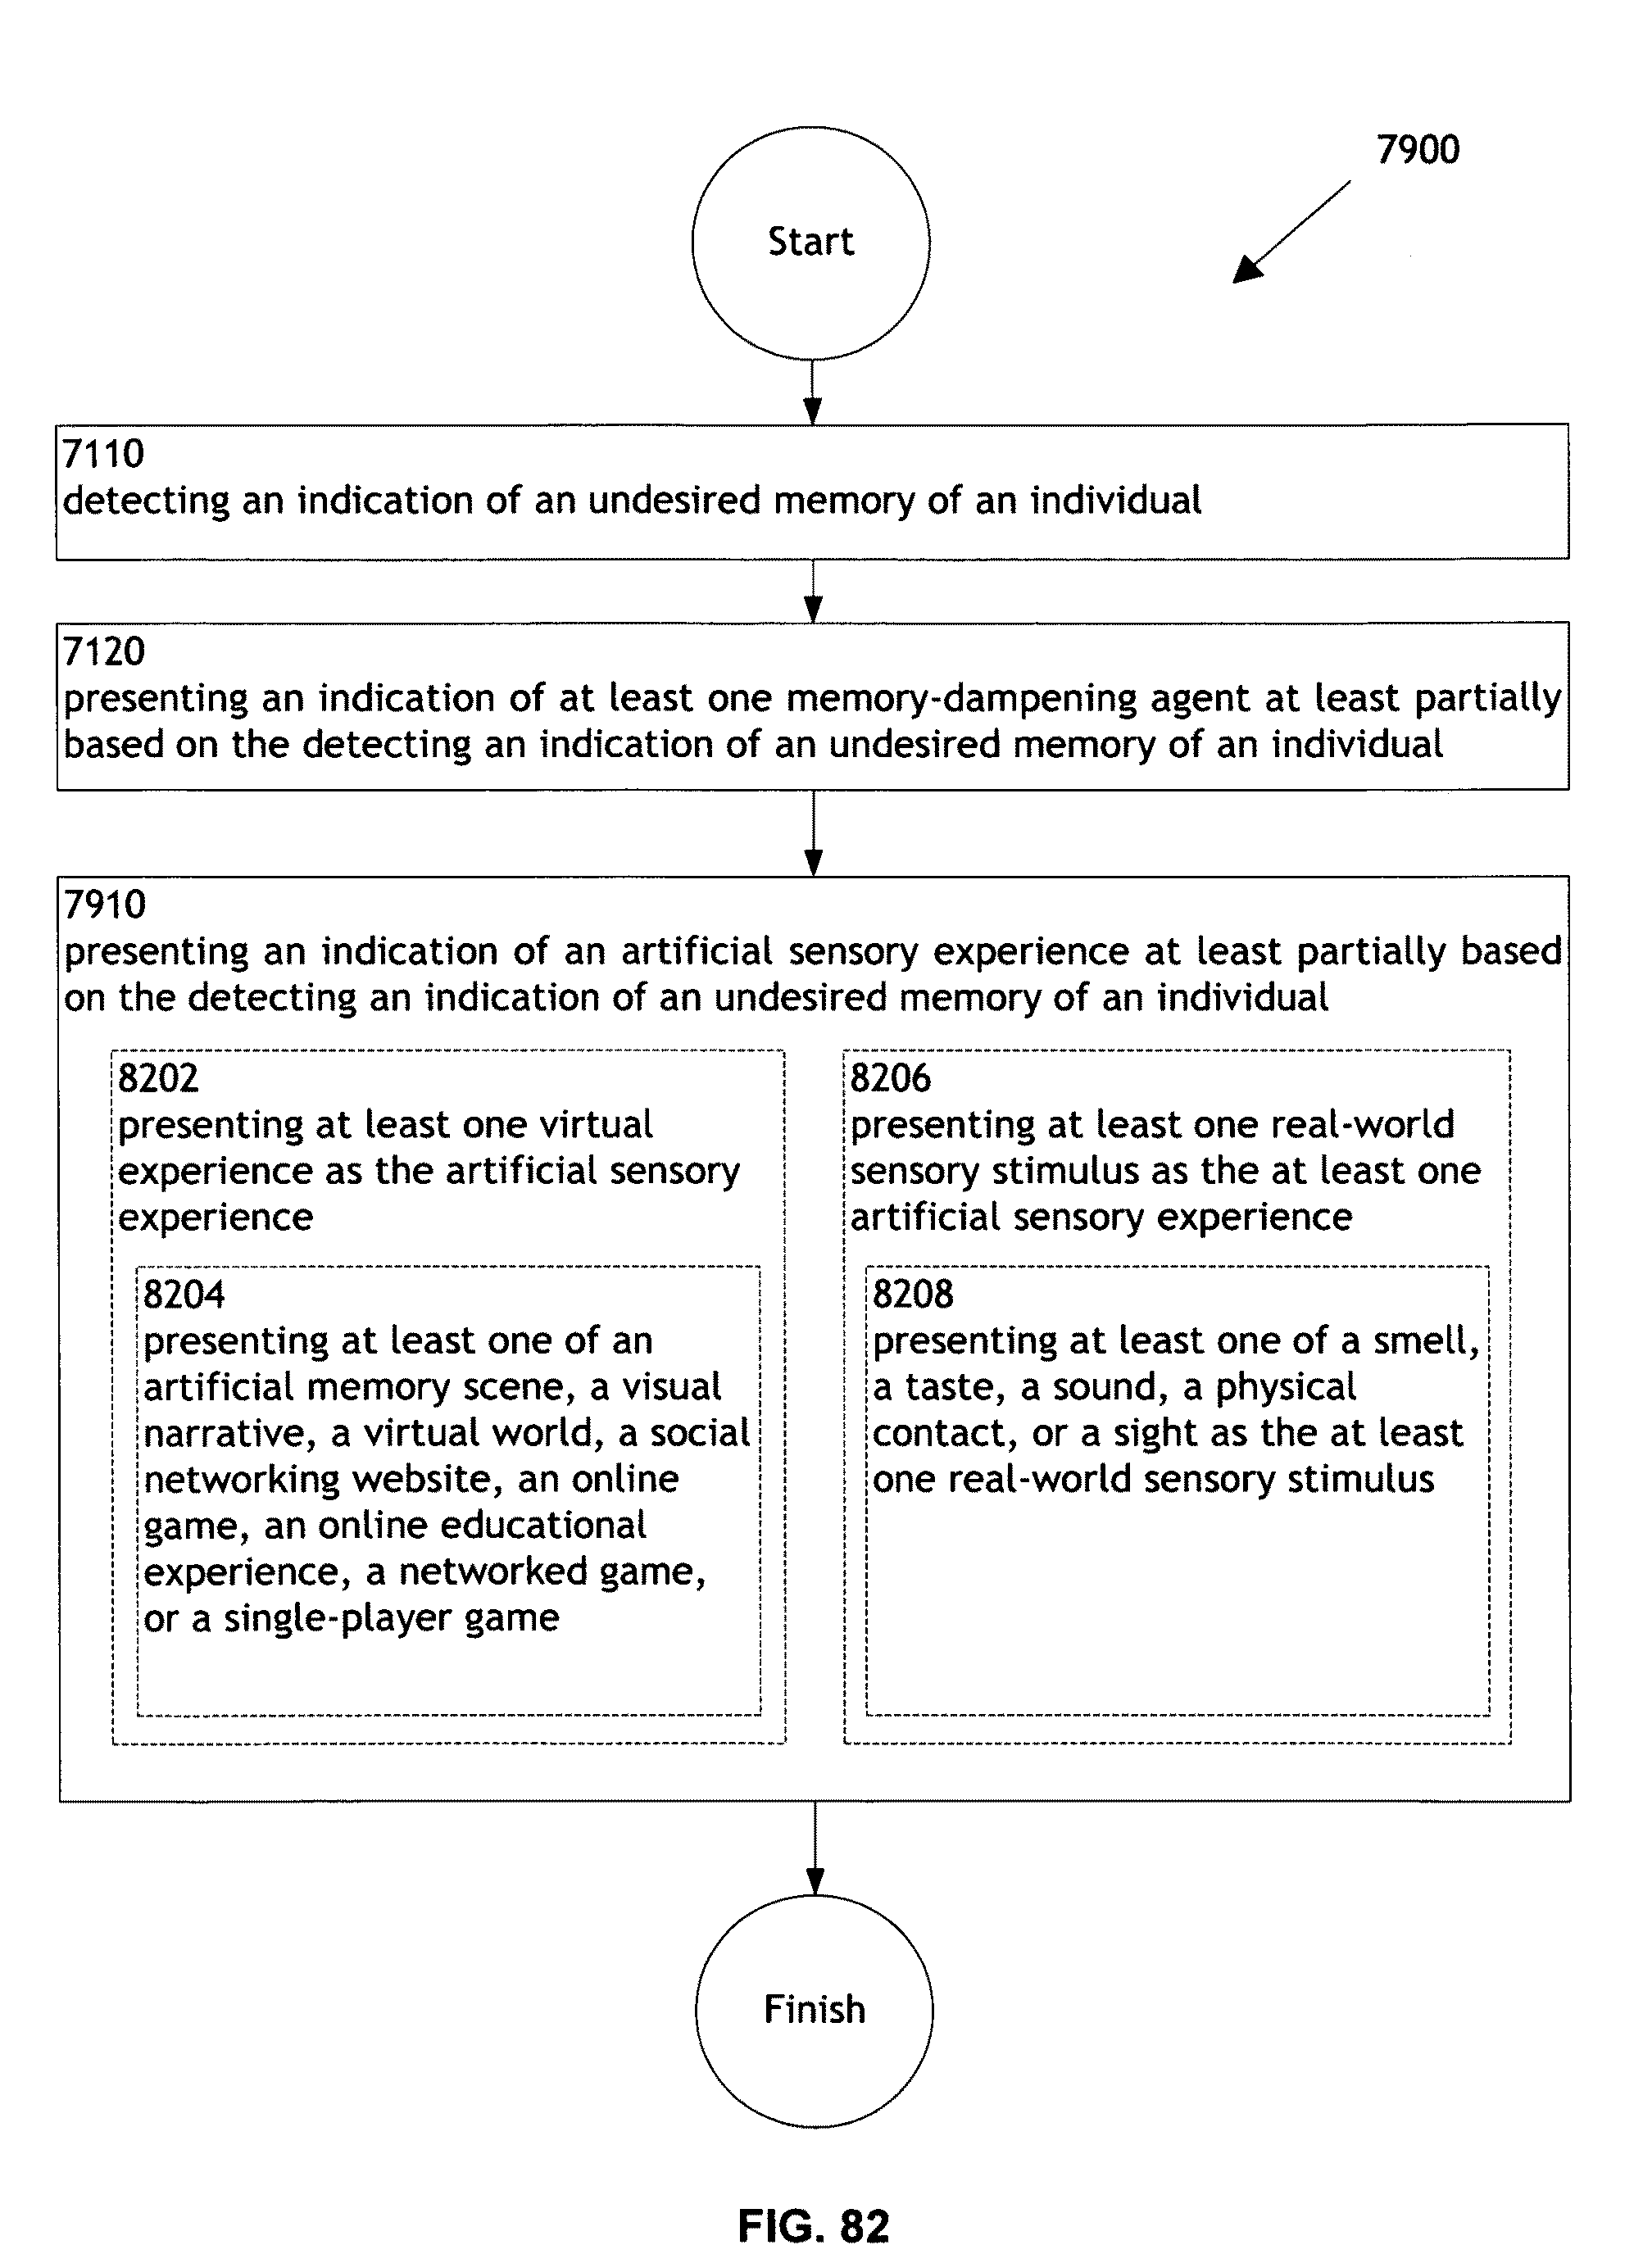 7900
Start
7110
detecting an indication of an undesired memory of an individual
7120
presenting an indication of at least one memory-dampening agent at least partially
based on the detecting an indication of an undesired memory of an individual
7910
presenting an indication of an artificial sensory experience at least partially based
on the detecting an indication of an undesired memory of an individual
8202
presenting at least one virtual
experience as the artificial sensory
experience
8204
presenting at least one of an
artificial memory scene, a visual
narrative, a virtual world, a social
networking website, an online
game, an online educational
experience, a networked game,
or a single-player game
8206
presenting at least one real-world
sensory stimulus as the at least one
artificial sensory experience
8208
presenting at least one of a smell,
a taste, a sound, a physical
contact, or a sight as the at least
one real-world sensory stimulus
Finish
FIG. 82